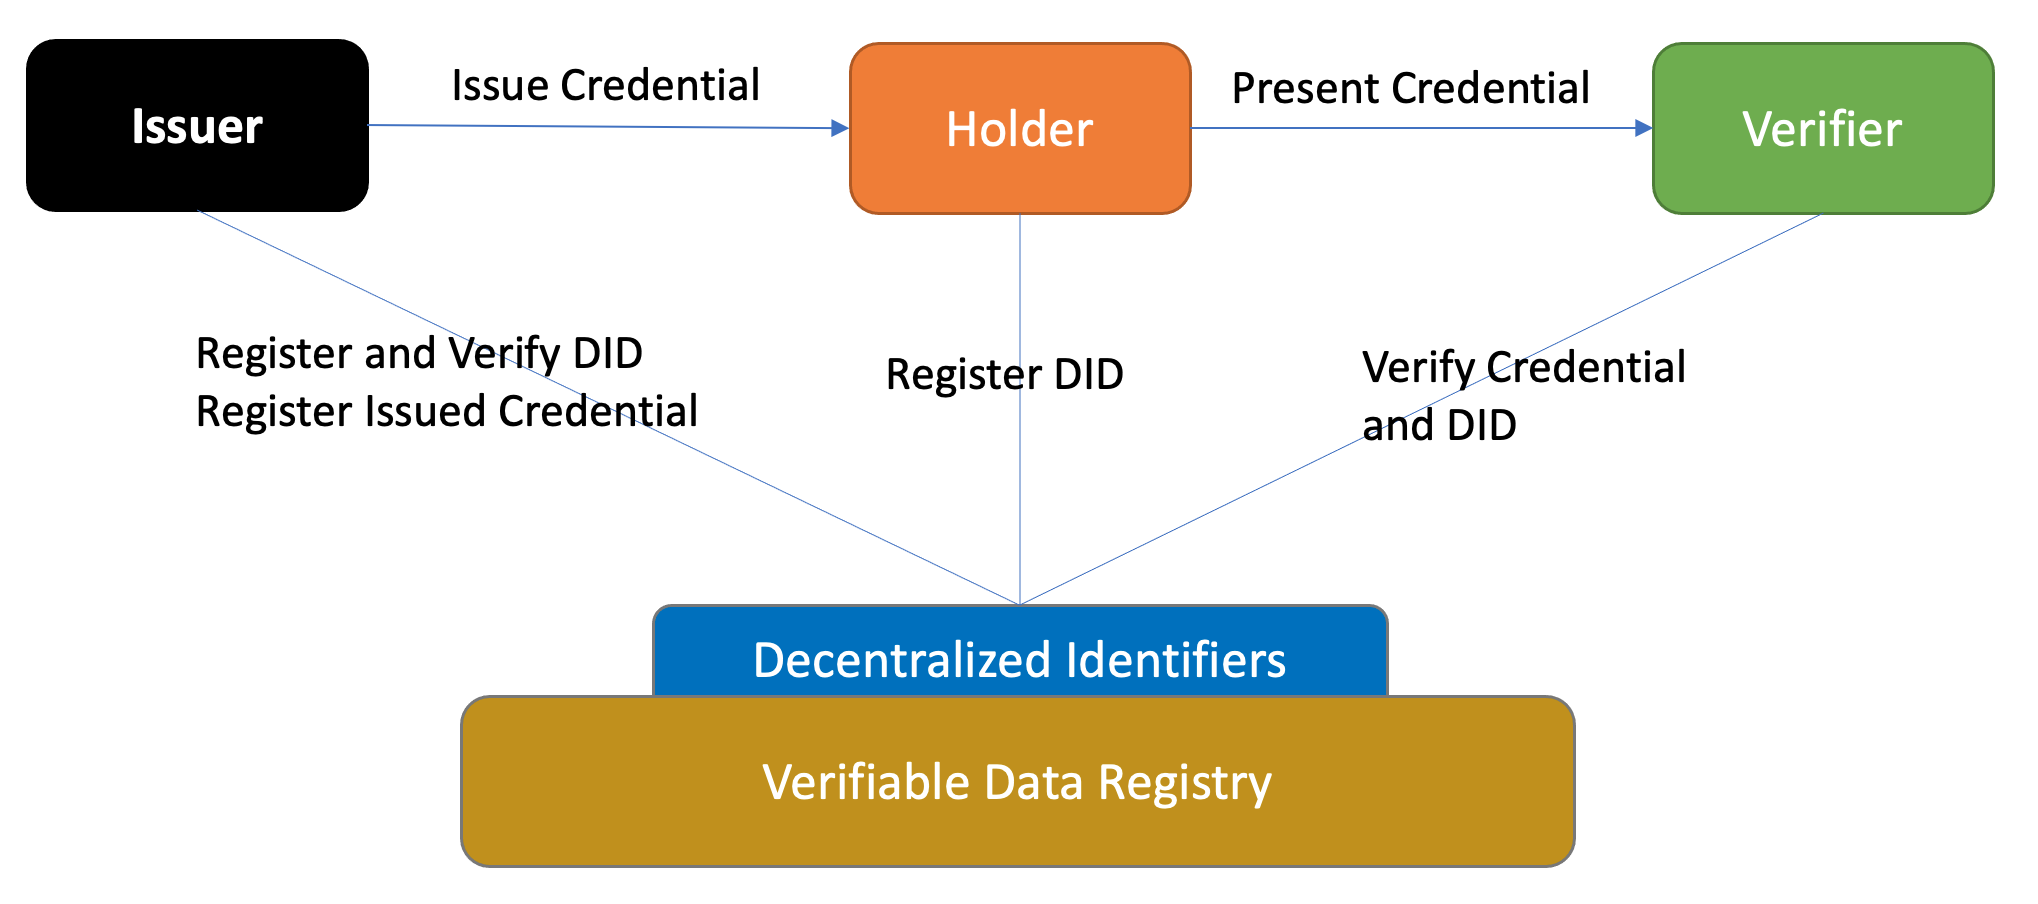 Issuer
Issue Credential
Holder
Present Credential
Verifier
Register and Verify DID
Register Issued Credential
Register DID
Verify Credential
and DID
Decentralized Identifiers
Verifiable Data Registry